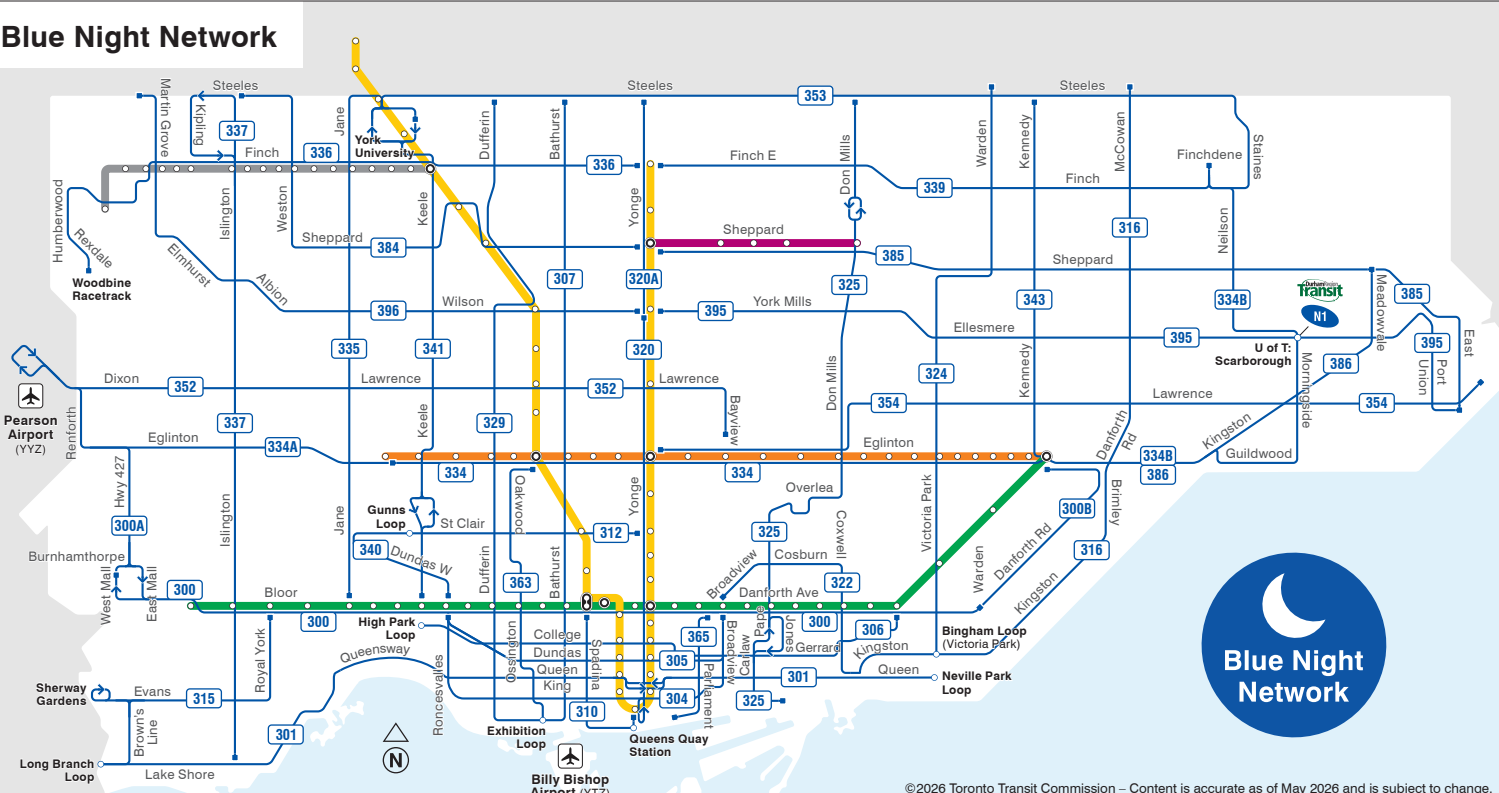 Blue Night Network
Steeles
Steeles
Steeles
353
Martin Grove
Kipling
337
Jane
York
University
Dufferin
Bathurst
Don Mills
Warden
Kennedy
McCowan
Staines
Finch
336
336
Finch E
339
Finch
Finchdene
Humberwood
Rexdale
Woodbine
Racetrack
Islington
Weston
Keele
Yonge
Sheppard
384
Sheppard
385
Sheppard
316
Neilson
Elmhurst
Albion
307
320A
325
343
334B
DurhamRegion
Transit
N1
Meadowvale
385
396
Wilson
395
York Mills
Ellesmere
395
U of T:
Scarborough
395
East
Port
Union
335
341
320
324
Kennedy
386
Morningside
Pearson
Airport
(YYZ)
Dixon
352
Lawrence
352
Lawrence
Bayview
Don Mills
354
Lawrence
354
Renforth
337
Keele
329
Eglinton
334A
334
334
Eglinton
Danforth
Rd
334B
386
Kingston
Guildwood
Hwy 427
300A
Islington
Jane
Gunns
Loop
St Clair
Oakwood
312
Yonge
Overlea
325
Coxwell
Victoria Park
300B
Brimley
316
Burnhamthorpe
West Mall
East Mall
300
340
Dundas W
Dufferin
363
Bathurst
Broadview
Cosburn
322
Warden
Danforth Rd
Kingston
Bloor
300
Danforth Ave
300
306
High Park
Loop
College
Dundas
Queen
King
Ossington
Spadina
365
305
304
Broadview
Carlaw
Pape
Jones
Gerrard
Kingston
Bingham Loop
(Victoria Park)
Royal York
Queensway
Roncesvalles
Parliament
301
Queen
Neville Park
Loop
Sherway
Gardens
Evans
315
Brown's
Line
301
310
325
Exhibition
Loop
Queens Quay
Station
Long Branch
Loop
Lake Shore
N
Billy Bishop
Airport (YTZ)
Blue Night
Network
©2026 Toronto Transit Commission – Content is accurate as of May 2026 and is subject to change.